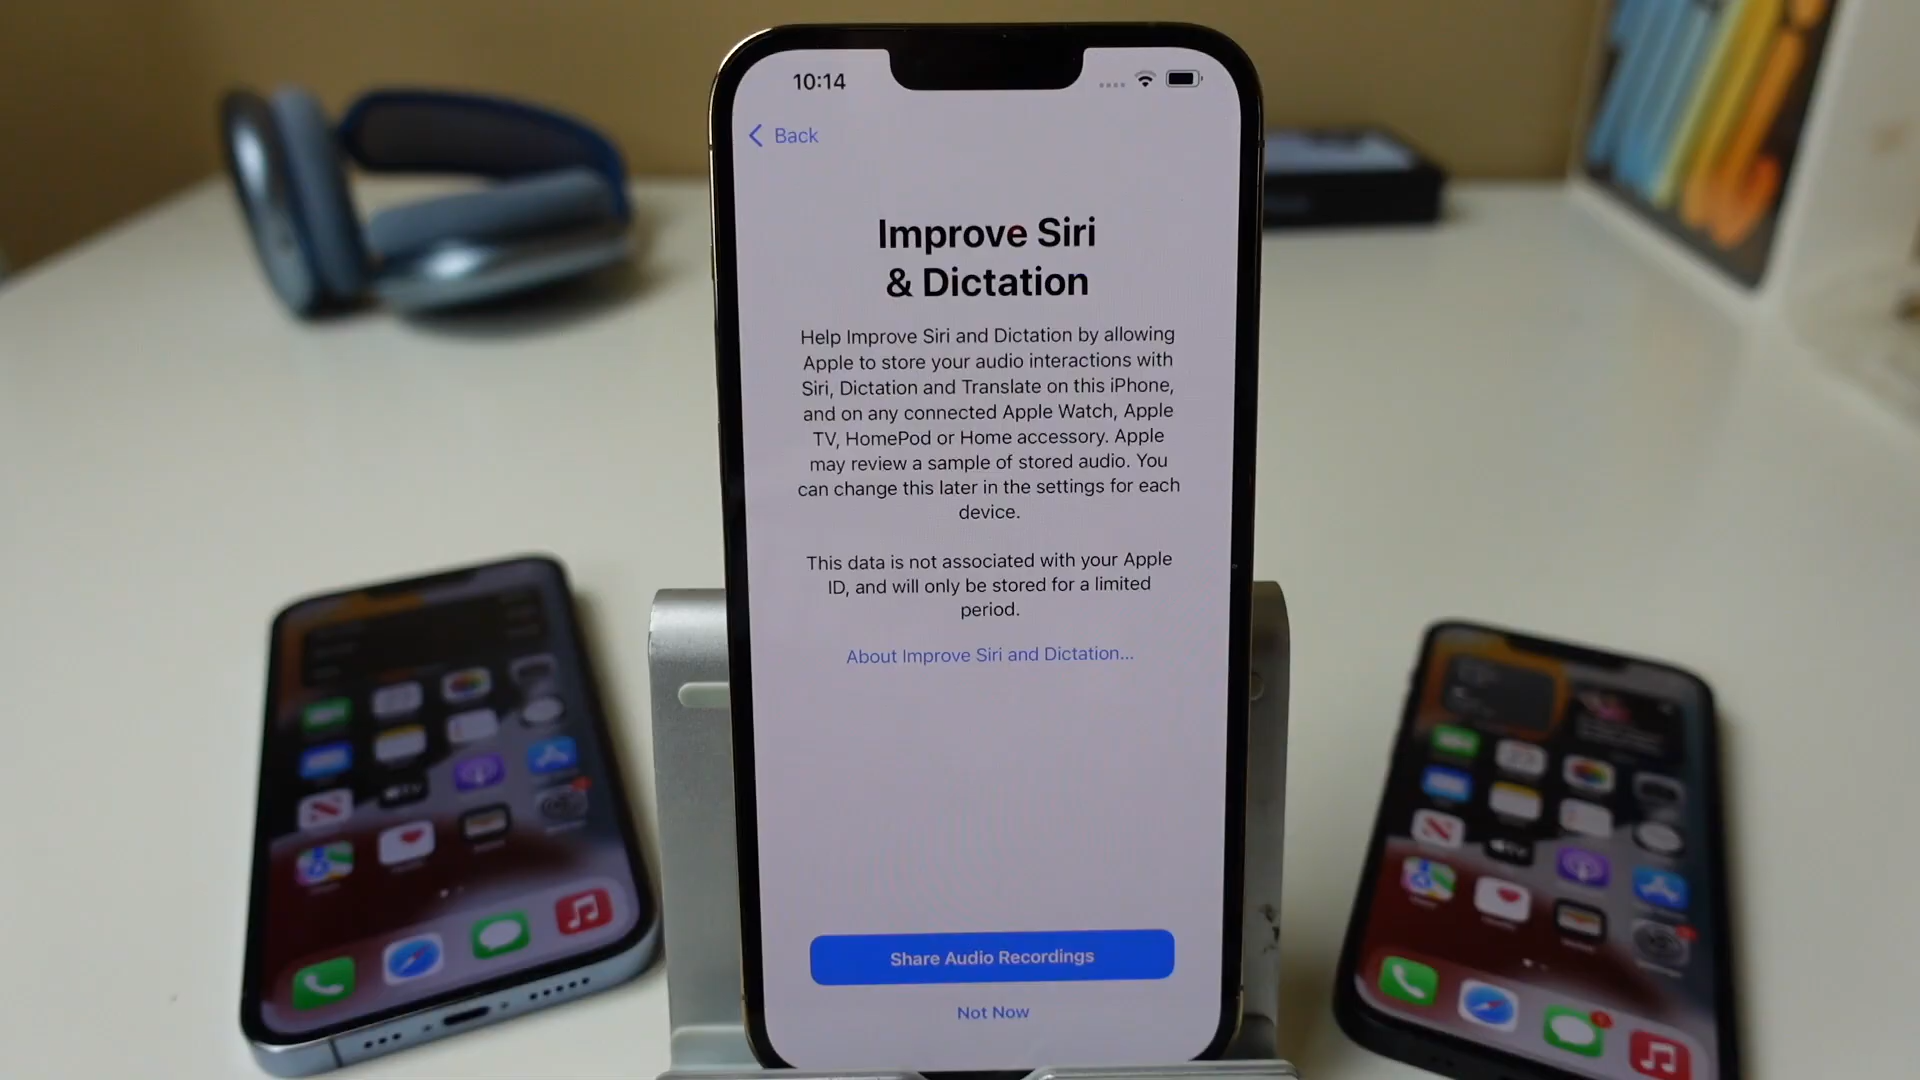 10:14
Back
Improve Siri
& Dictation
Help Improve Siri and Dictation by allowing
Apple to store your audio interactions with
Siri, Dictation and Translate on this iPhone,
and on any connected Apple Watch, Apple
TV, HomePod or Home accessory. Apple
may review a sample of stored audio. You
can change this later in the settings for each
device.
This data is not associated with your Apple
ID, and will only be stored for a limited
period.
About Improve Siri and Dictation...
Share Audio Recordings
Not Now